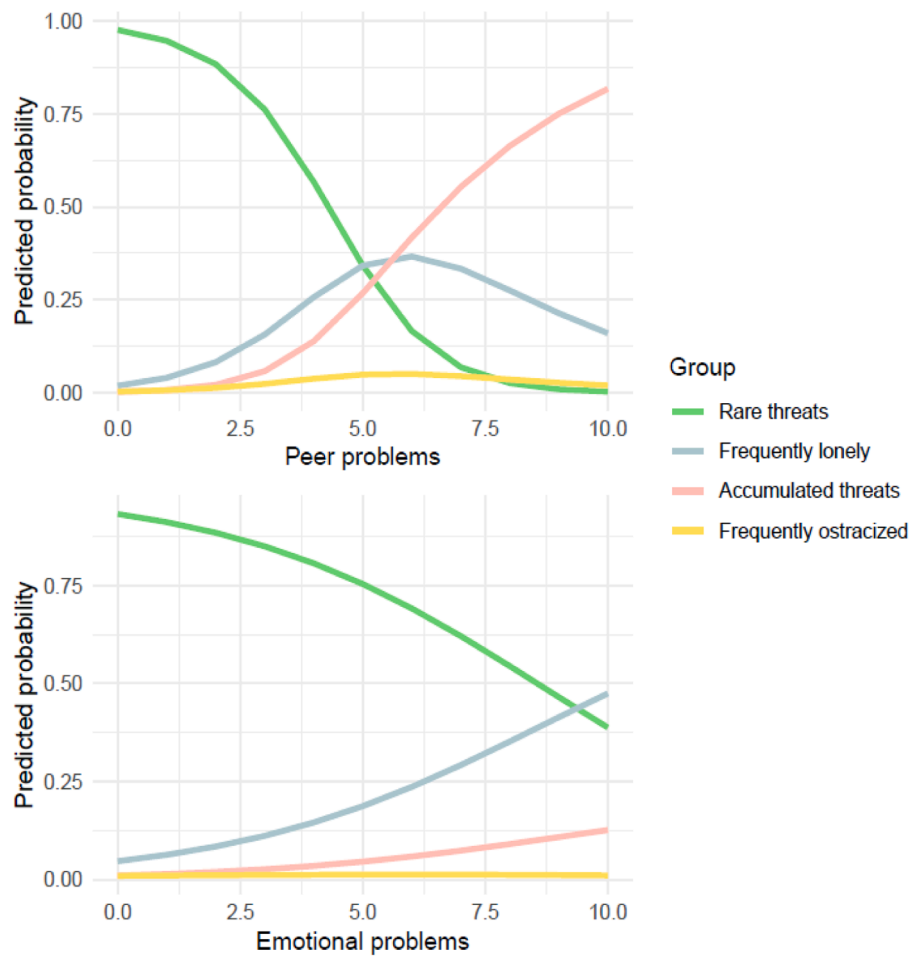 1.00
0.75
0.50
0.25
0.00
Predicted probability
0.0 2.5 5.0 7.5 10.0
Peer problems
Group
Rare threats
Frequently lonely
Accumulated threats
Frequently ostracized
0.75
0.50
0.25
0.00
Predicted probability
0.0 2.5 5.0 7.5 10.0
Emotional problems